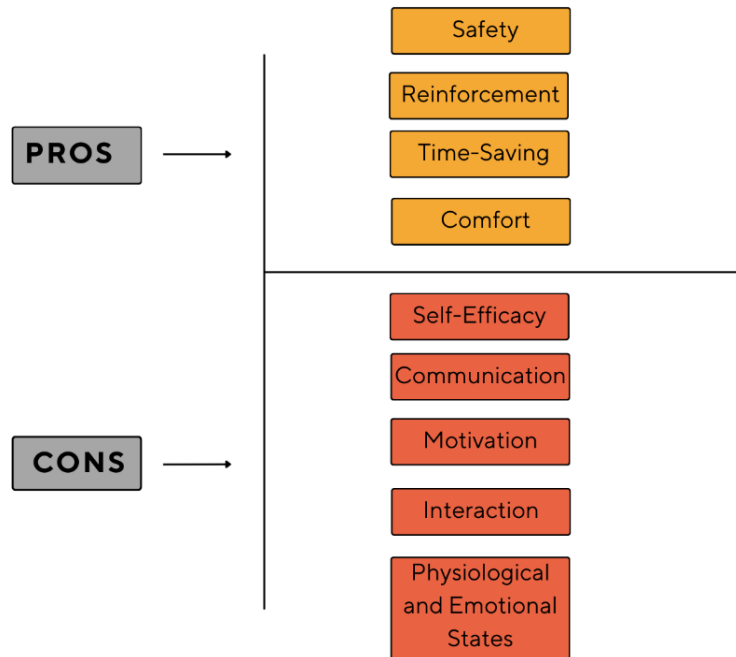 PROS
Safety
Reinforcement
Time-Saving
Comfort
CONS
Self-Efficacy
Communication
Motivation
Interaction
Physiological
and Emotional
States